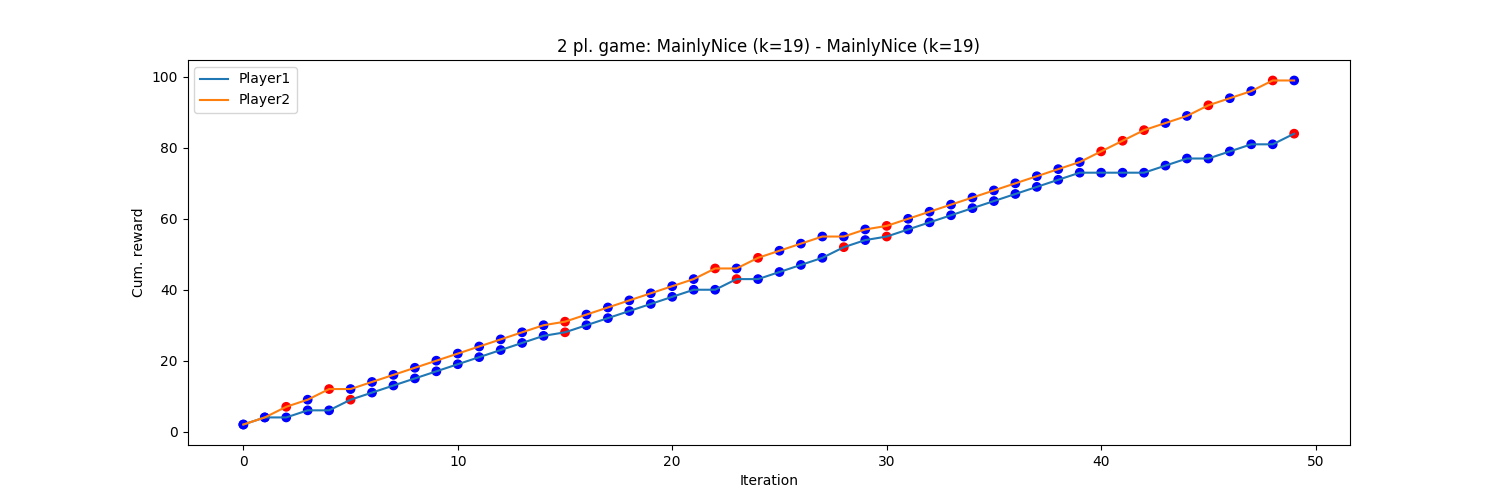 2 pl. game: MainlyNice (k=19) - MainlyNice (k=19)
Player1
Player2
Cum. reward
100
80
60
40
20
0
0 10 20 30 40 50
Iteration